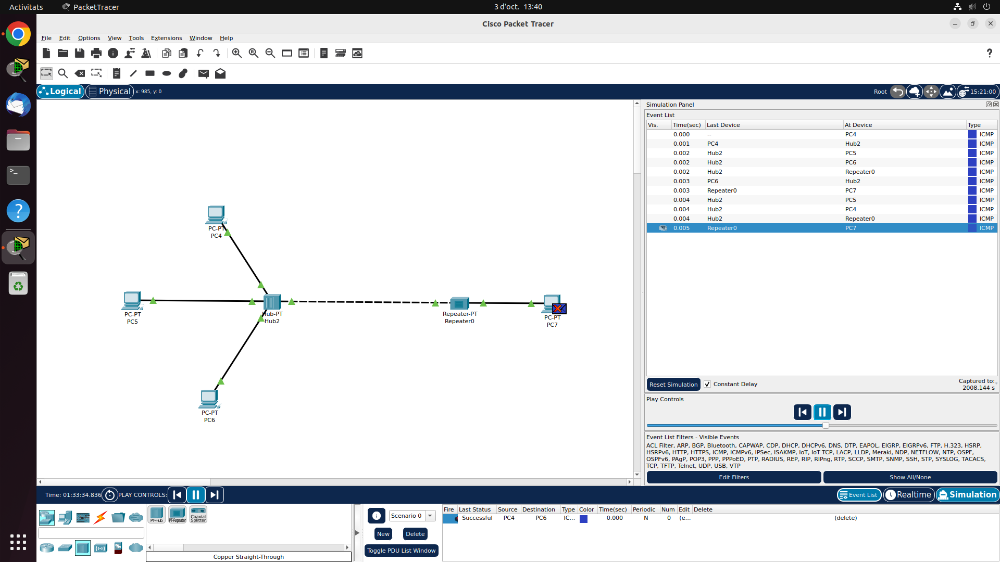 Activitats PacketTracer 3 d'oct. 13:40
Cisco Packet Tracer
File Edit Options View Tools Extensions Window Help
Logical Physical x: 985, y: 0 Root 15:21:00
Simulation Panel
Event List
Vis. Time(sec) Last Device At Device Type
0.000 -- PC4 ICMP
0.001 PC4 Hub2 ICMP
0.002 Hub2 PC5 ICMP
0.002 Hub2 PC6 ICMP
0.002 Hub2 Repeater0 ICMP
0.003 PC6 Hub2 ICMP
0.003 Repeater0 PC7 ICMP
0.004 Hub2 PC5 ICMP
0.004 Hub2 PC4 ICMP
0.004 Hub2 Repeater0 ICMP
0.005 Repeater0 PC7 ICMP
PC-PT
PC4
PC-PT
PC5
Hub-PT
Hub2
Repeater-PT
Repeater0
PC-PT
PC7
PC-PT
PC6
Reset Simulation Constant Delay Captured to:
2008.144 s
Play Controls
Event List Filters - Visible Events
ACL Filter, ARP, BGP, Bluetooth, CAPWAP, CDP, DHCP, DHCPv6, DNS, DTP, EAPOL, EIGRP, EIGRPv6, FTP, H.323, HSRP,
HSRPv6, HTTP, HTTPS, ICMP, ICMPv6, IPSec, ISAKMP, IoT, IoT TCP, LACP, LLDP, Meraki, NDP, NETFLOW, NTP, OSPF,
OSPFv6, PAgP, POP3, PPP, PPPoED, PTP, RADIUS, REP, RIP, RIPng, RTP, SCCP, SMTP, SNMP, SSH, STP, SYSLOG, TACACS,
TCP, TFTP, Telnet, UDP, USB, VTP
Edit Filters Show All/None
Time: 01:33:34.836 PLAY CONTROLS: Event List Realtime Simulation
PT-Hub PT-Repeater Coaxial
Splitter
Copper Straight-Through
Scenario 0
New Delete
Toggle PDU List Window
Fire Last Status Source Destination Type Color Time(sec) Periodic Num Edit Delete
Successful PC4 PC6 IC... 0.000 N 0 (e... (delete)